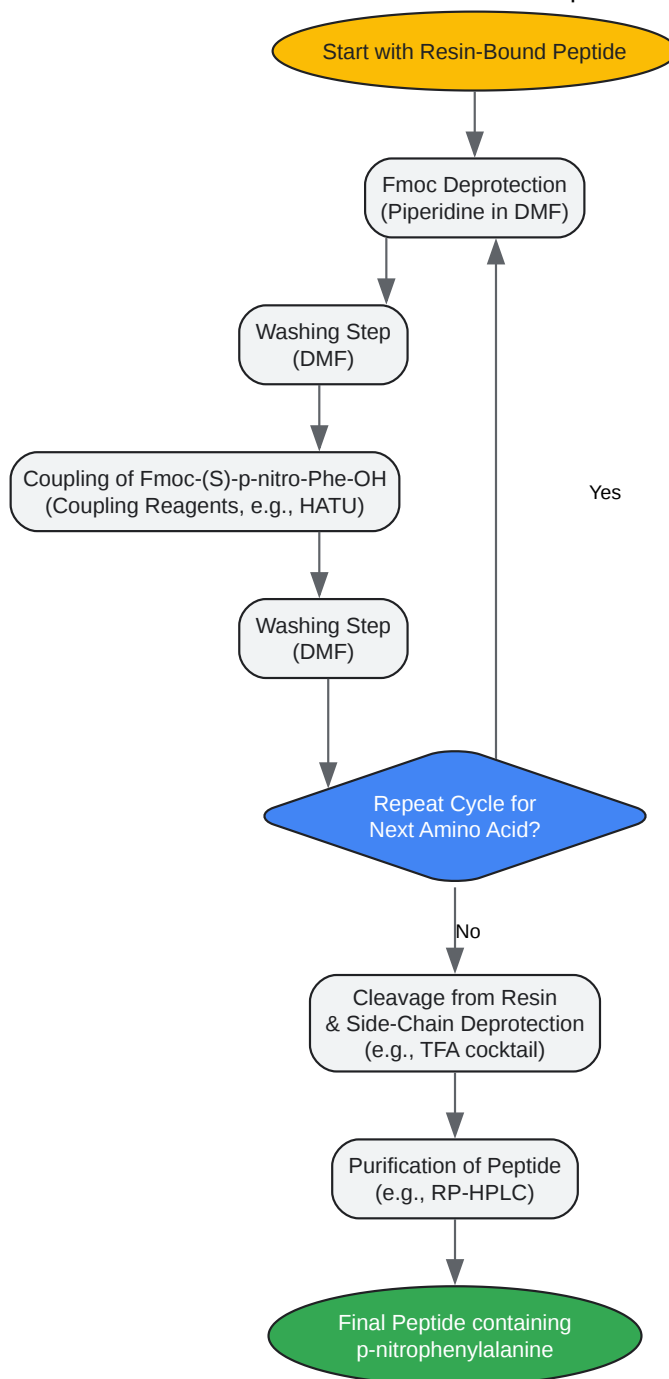 Start with Resin-Bound Peptide
Fmoc Deprotection
(Piperidine in DMF)
Washing Step
(DMF)
Coupling of Fmoc-(S)-p-nitro-Phe-OH
(Coupling Reagents, e.g., HATU)
Yes
Washing Step
(DMF)
Repeat Cycle for
Next Amino Acid?
No
Cleavage from Resin
& Side-Chain Deprotection
(e.g., TFA cocktail)
Purification of Peptide
(e.g., RP-HPLC)
Final Peptide containing
p-nitrophenylalanine